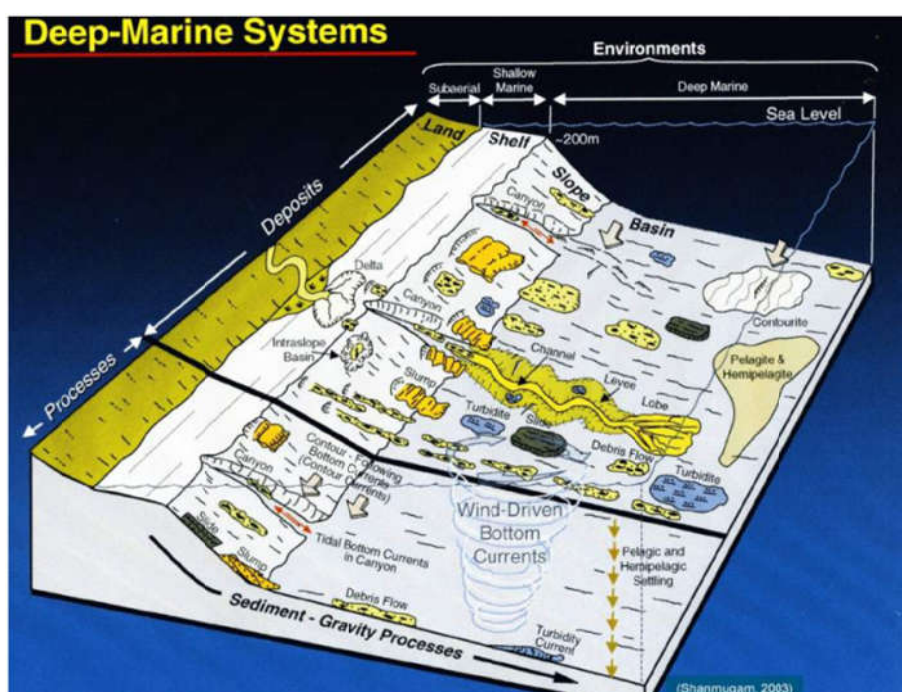 Deep-Marine Systems
Environments
Subaerial
Shallow
Marine
Deep Marine
Sea Level
Land
Shelf
~200m
Slope
Canyon
Basin
Deposits
Processes
Delta
Canyon
Contourite
Intraslope
Basin
Channel
Levee
Pelagite &
Hemipelagite
Slump
Lobe
Turbidite
Slide
Debris Flow
Turbidite
Canyon
Contour - Following
Bottom Currents
(Contour Currents)
Wind-Driven
Bottom
Currents
Tidal Bottom Currents
in Canyon
Pelagic and
Hemipelagic
Settling
Slide
Slump
Debris Flow
Sediment - Gravity Processes
Turbidity
Current
(Shanmugam, 2003)